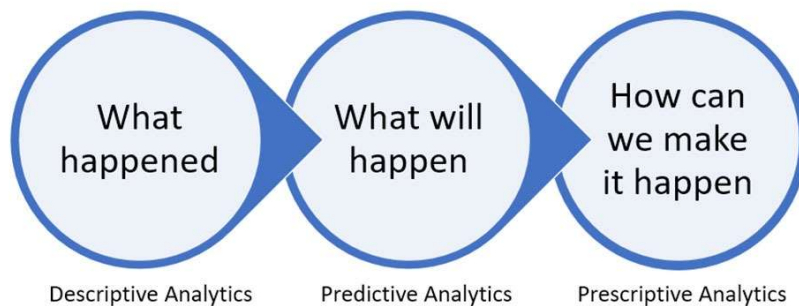 What
happened
What will
happen
How can
we make
it happen
Descriptive Analytics
Predictive Analytics
Prescriptive Analytics